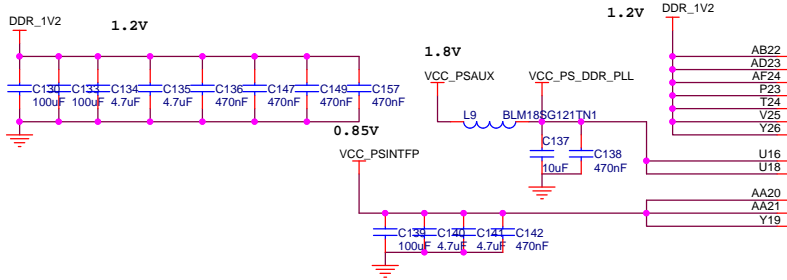 DDR_1V2
1.2V
C130
100uF
C133
100uF
C134
4.7uF
C135
4.7uF
C136
470nF
C147
470nF
C149
470nF
C157
470nF
1.8V
VCC_PSAUX
VCC_PS_DDR_PLL
L9
BLM18SG121TN1
C137
10uF
C138
470nF
0.85V
VCC_PSINTFP
C139
100uF
C140
4.7uF
C141
4.7uF
C142
470nF
1.2V
DDR_1V2
AB22
AD23
AF24
P23
T24
V25
Y26
U16
U18
AA20
AA21
Y19